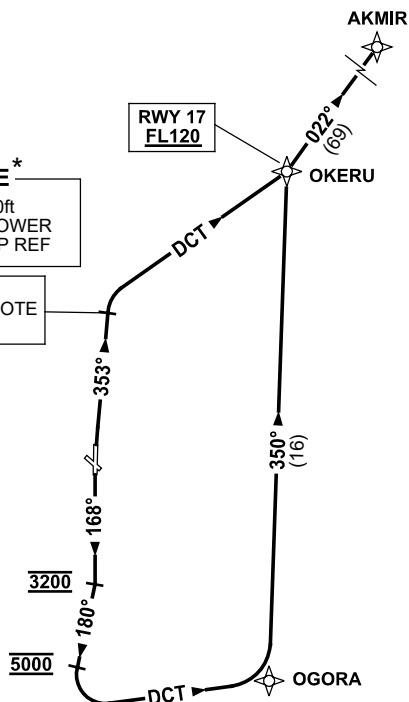 AKMIR
RWY 17
FL120
022°
(69)
OKERU
E*
0ft
OWER
P REF
DCT
OTE
353°
350°
(16)
168°
3200
180°
5000
DCT
OGORA